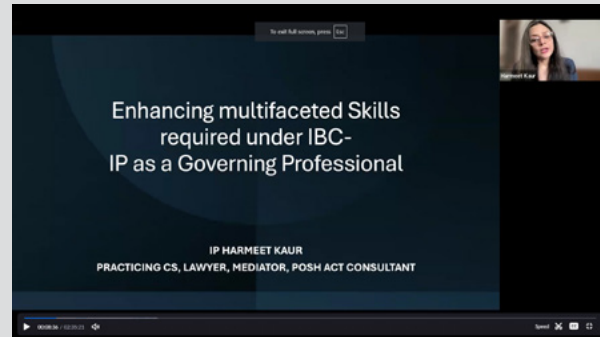 To exit full screen, press Esc
Harmeet Kaur
Enhancing multifaceted Skills
required under IBC-
IP as a Governing Professional
IP HARMEET KAUR
PRACTICING CS, LAWYER, MEDIATOR, POSH ACT CONSULTANT
Speed